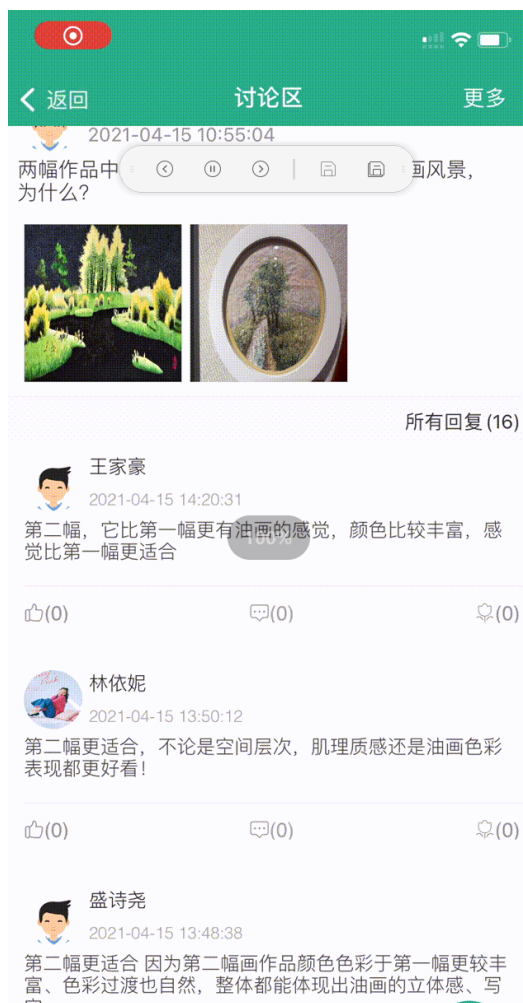 返回
讨论区
更多
2021-04-15 10:55:04
两幅作品中
画风景，
为什么？
所有回复(16)
王家豪
2021-04-15 14:20:31
第二幅，它比第一幅更有油画的感觉，颜色比较丰富，感
觉比第一幅更适合
100%
(0)
(0)
(0)
林依妮
2021-04-15 13:50:12
第二幅更适合，不论是空间层次，肌理质感还是油画色彩
表现都更好看！
(0)
(0)
(0)
盛诗尧
2021-04-15 13:48:38
第二幅更适合 因为第二幅画作品颜色色彩于第一幅更较丰
富、色彩过渡也自然，整体都能体现出油画的立体感、写